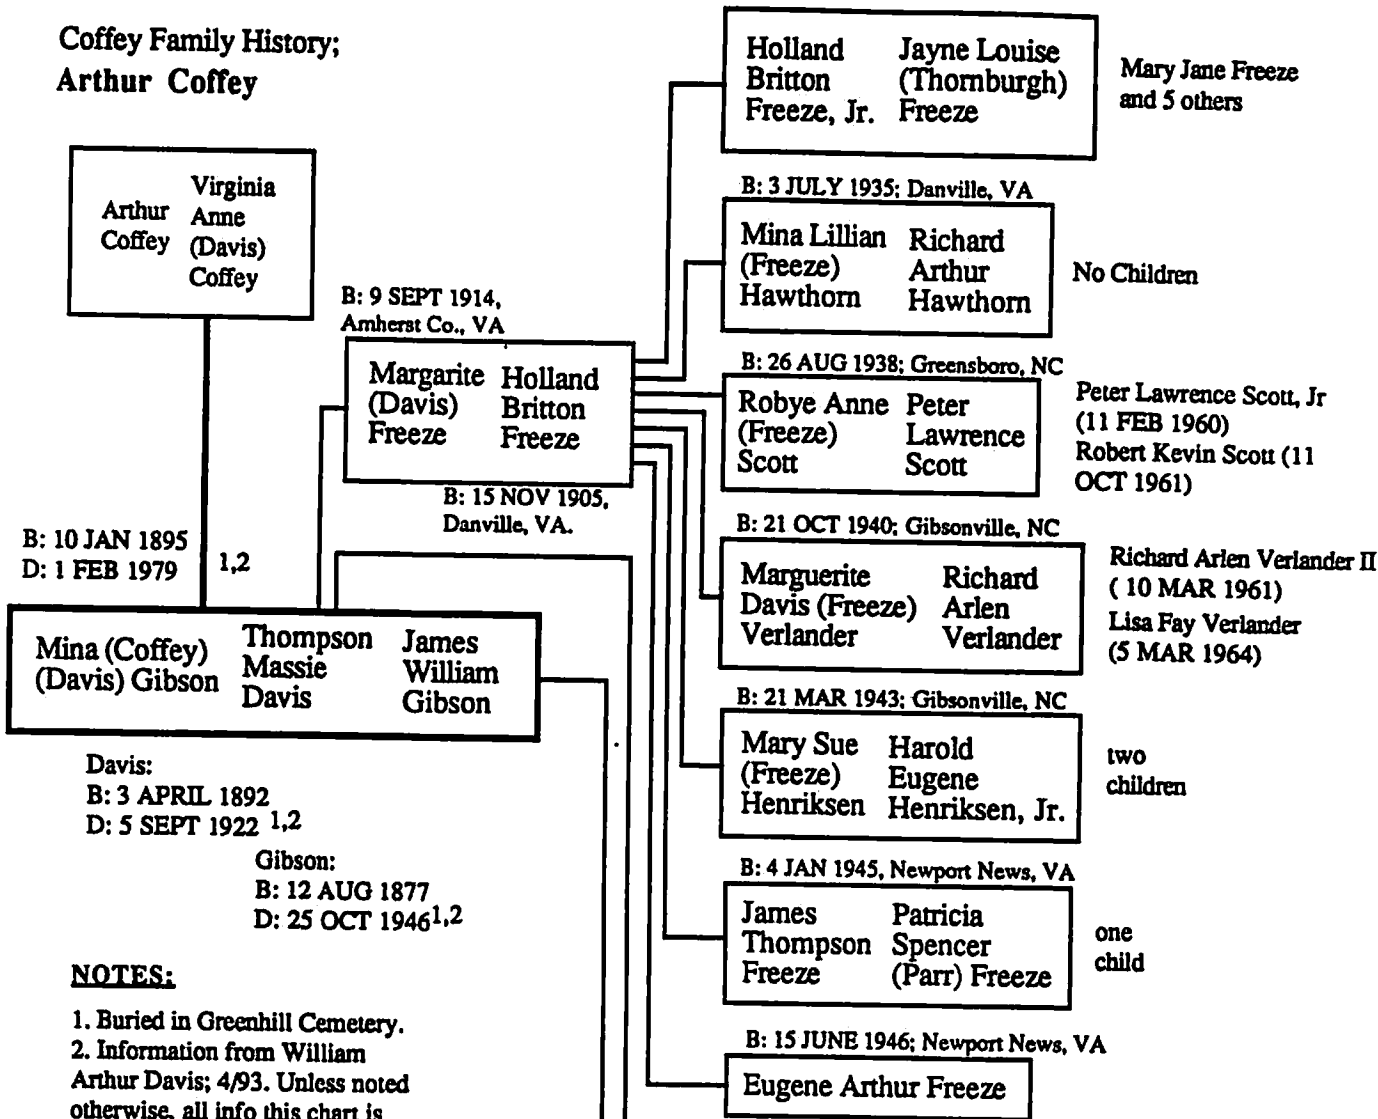 Coffey Family History;
Arthur Coffey
Arthur
Coffey
Virginia
Anne
(Davis)
Coffey
B: 10 JAN 1895
D: 1 FEB 1979
1,2
Mina (Coffey)
(Davis) Gibson
Thompson
Massie
Davis
James
William
Gibson
Davis:
B: 3 APRIL 1892
D: 5 SEPT 1922 1,2
Gibson:
B: 12 AUG 1877
D: 25 OCT 1946 1,2
NOTES:
1. Buried in Greenhill Cemetery.
2. Information from William
Arthur Davis; 4/93. Unless noted
otherwise, all info this chart is
B: 9 SEPT 1914,
Amherst Co., VA
Margarite
(Davis)
Freeze
Holland
Britton
Freeze
B: 15 NOV 1905,
Danville, VA.
Holland
Britton
Freeze, Jr.
Jayne Louise
(Thornburgh)
Freeze
Mary Jane Freeze
and 5 others
B: 3 JULY 1935; Danville, VA
Mina Lillian
(Freeze)
Hawthorn
Richard
Arthur
Hawthorn
No Children
B: 26 AUG 1938; Greensboro, NC
Robye Anne
(Freeze)
Scott
Peter
Lawrence
Scott
Peter Lawrence Scott, Jr
(11 FEB 1960)
Robert Kevin Scott (11
OCT 1961)
B: 21 OCT 1940; Gibsonville, NC
Marguerite
Davis (Freeze)
Verlander
Richard
Arlen
Verlander
Richard Arlen Verlander II
( 10 MAR 1961)
Lisa Fay Verlander
(5 MAR 1964)
B: 21 MAR 1943; Gibsonville, NC
Mary Sue
(Freeze)
Henriksen
Harold
Eugene
Henriksen, Jr.
two
children
B: 4 JAN 1945, Newport News, VA
James
Thompson
Freeze
Patricia
Spencer
(Parr) Freeze
one
child
B: 15 JUNE 1946; Newport News, VA
Eugene Arthur Freeze